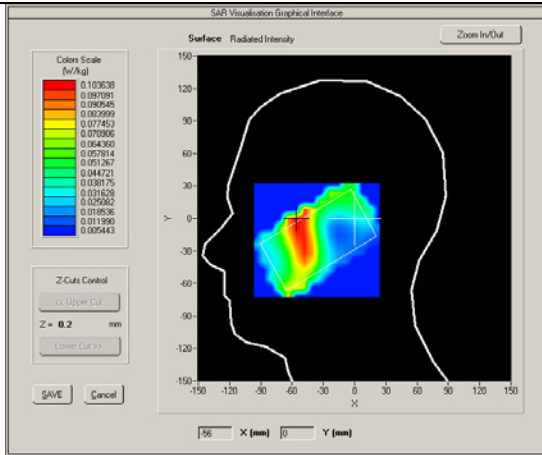 SAR Visualisation Graphical Interface
Surface Radiated Intensity
Zoom In/Out
Colors Scale
(W/kg)
0.103638
0.097091
0.090545
0.083999
0.077453
0.070906
0.064360
0.057814
0.051267
0.044721
0.038175
0.031628
0.025082
0.018536
0.011990
0.005443
Z-Cuts Control
<< Upper Cut
Z = 0.2 mm
Lower Cut >>
SAVE Cancel
150
120
90
60
30
0
-30
-60
-90
-120
-150
Y
-150 -120 -90 -60 -30 0 30 60 90 120 150
X
-56 X (mm) 0 Y (mm)